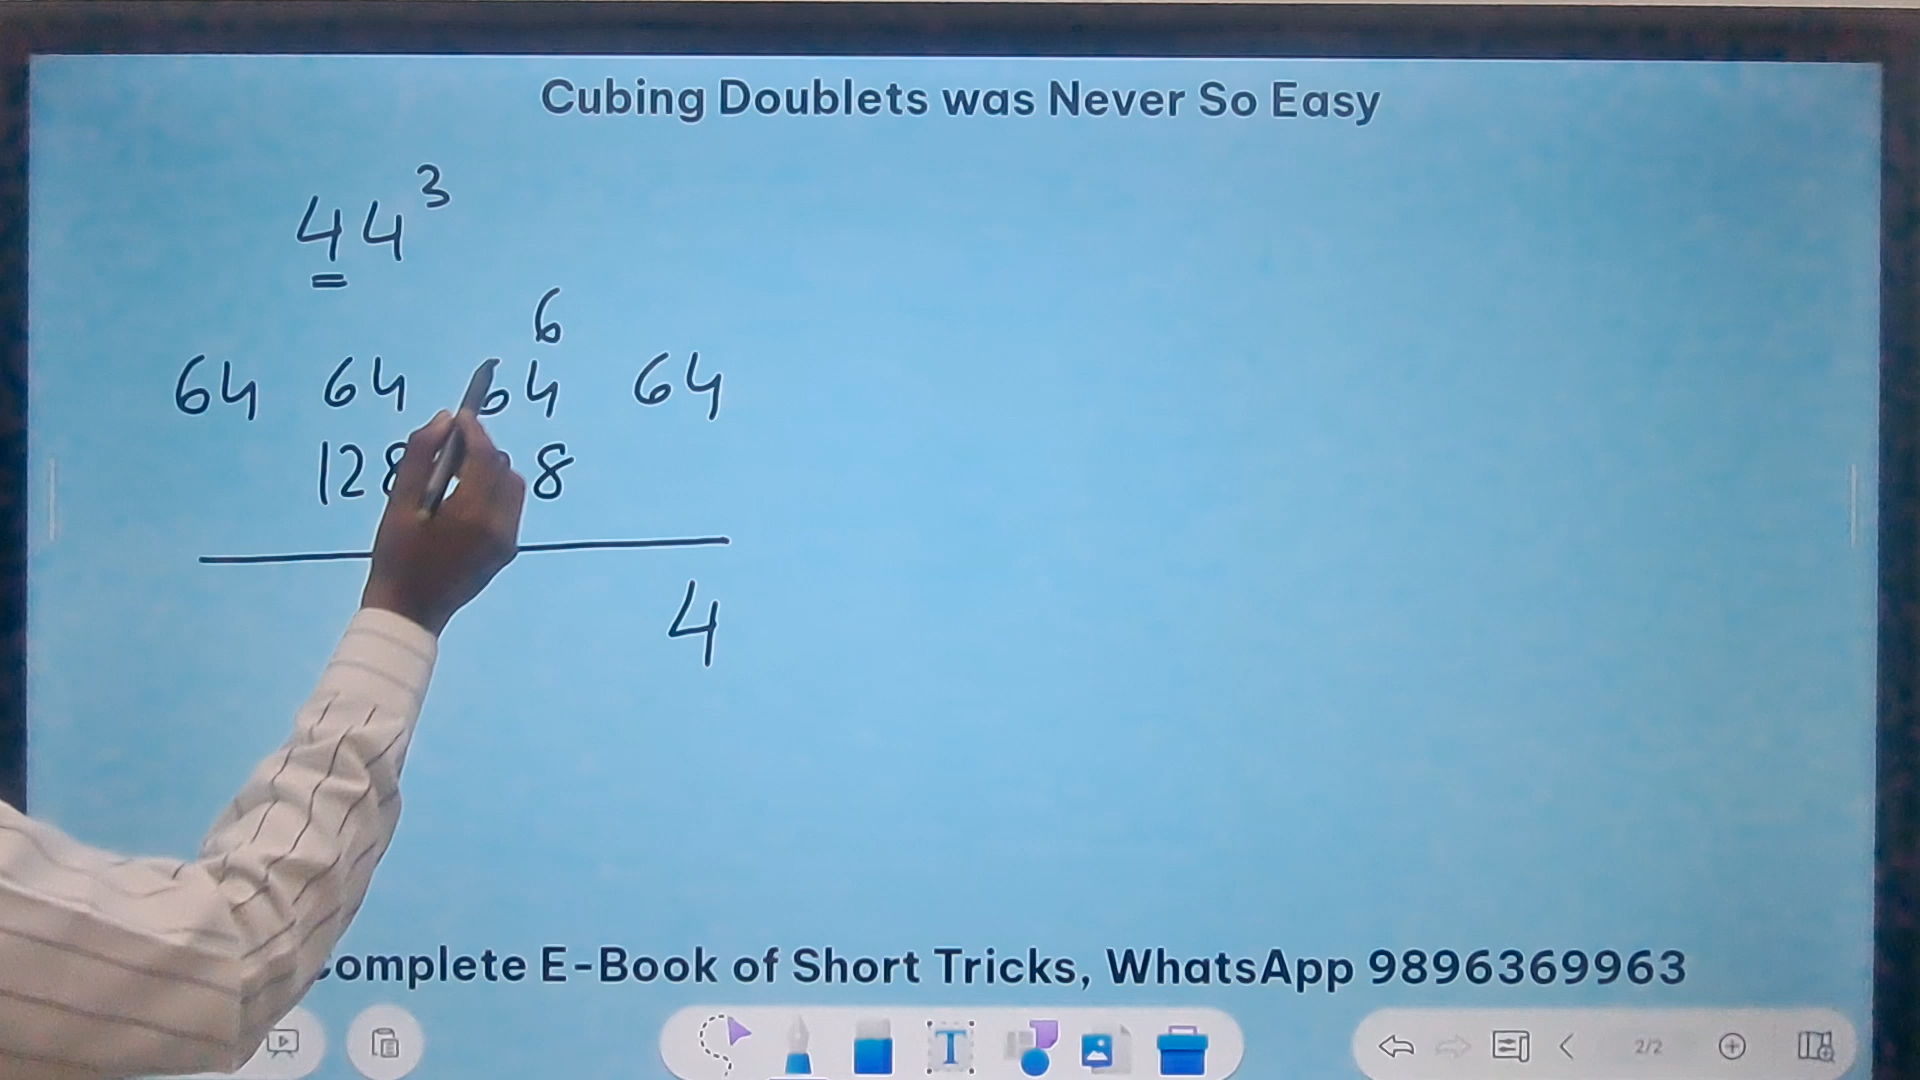 Cubing Doublets was Never So Easy
44³
6
64 64 64 64
128 8
4
omplete E-Book of Short Tricks, WhatsApp 9896369963
T
2/2